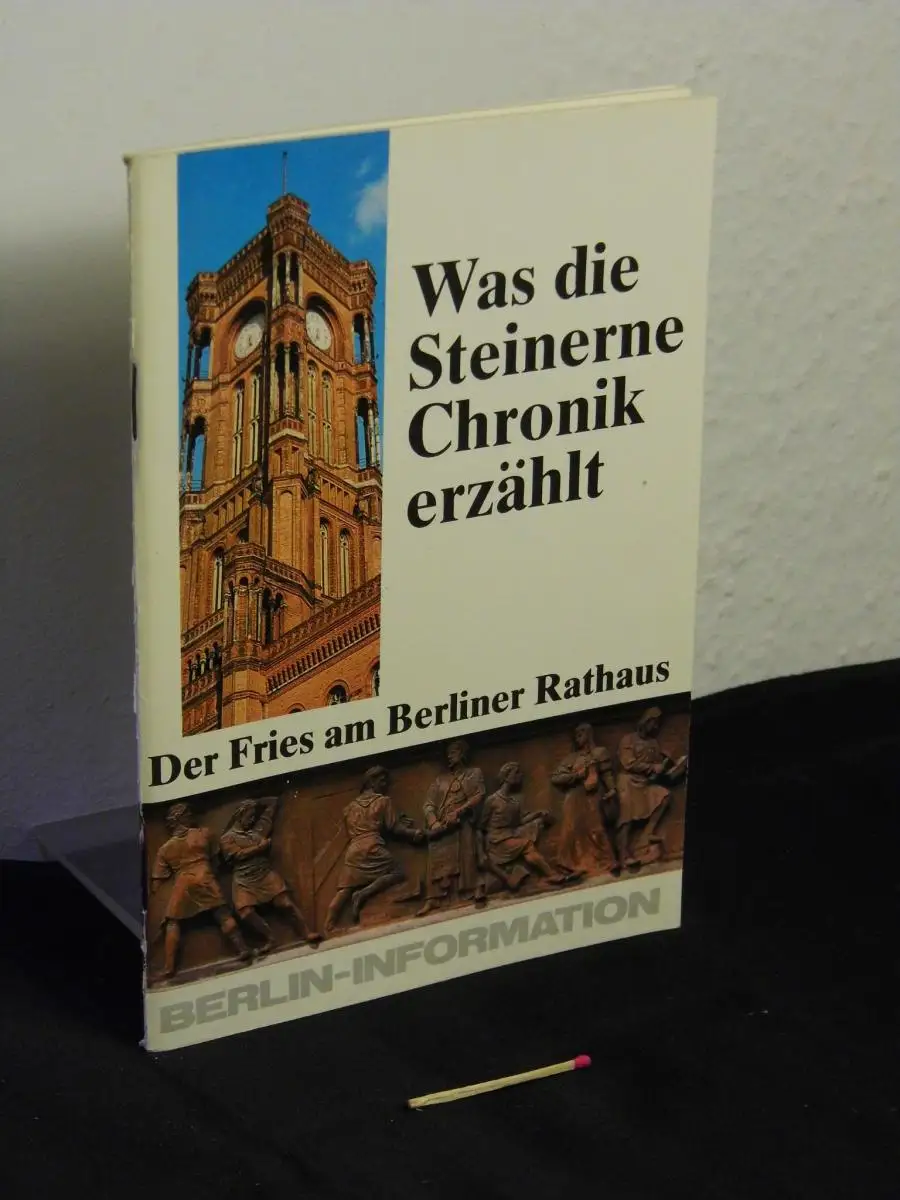 Was die
Steinerne
Chronik
erzählt
Der Fries am Berliner Rathaus
BERLIN-INFORMATION